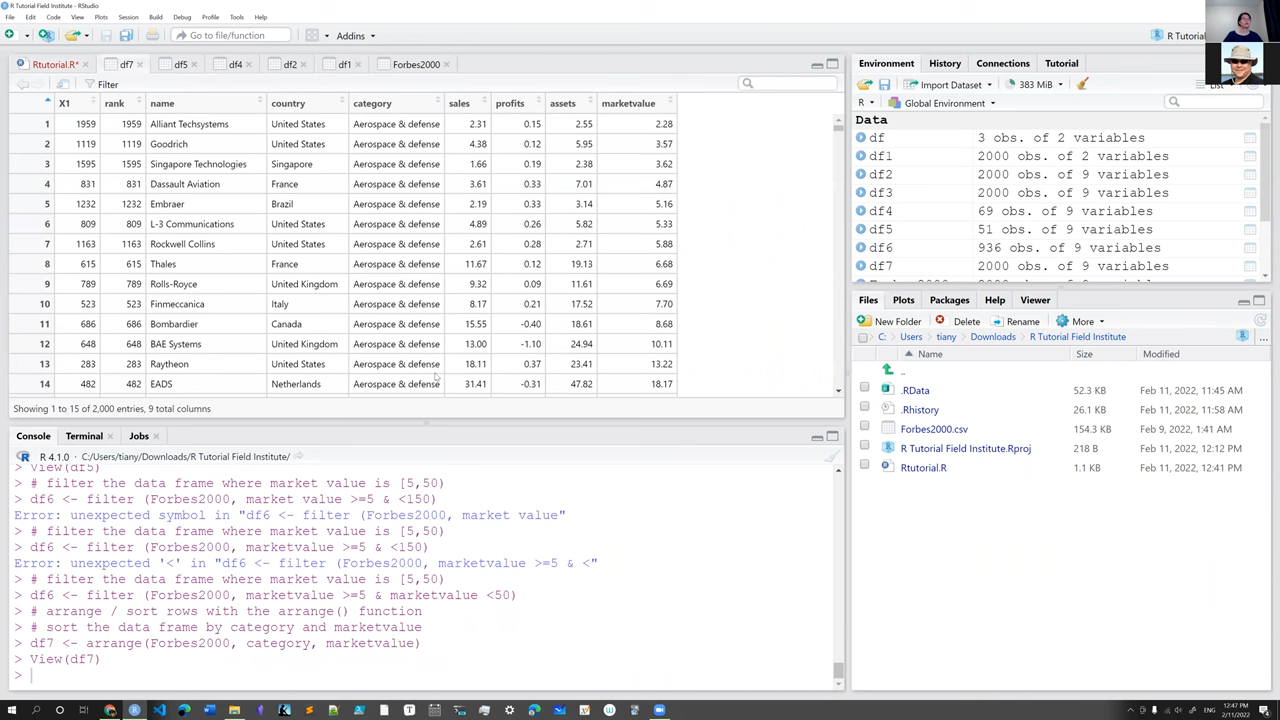 R Tutorial Field Institute - RStudio
File Edit Code View Plots Session Build Debug Profile Tools Help
Go to file/function Addins R Tutorial
Rtutorial.R* df7 df5 df4 df2 df1 Forbes2000
Filter
X1 rank name country category sales profits assets marketvalue
1 1959 1959 Alliant Techsystems United States Aerospace & defense 2.31 0.15 2.55 2.28
2 1119 1119 Goodrich United States Aerospace & defense 4.38 0.12 5.95 3.57
3 1595 1595 Singapore Technologies Singapore Aerospace & defense 1.66 0.19 2.38 3.62
4 831 831 Dassault Aviation France Aerospace & defense 3.61 0.33 7.01 4.87
5 1232 1232 Embraer Brazil Aerospace & defense 2.19 0.33 3.14 5.16
6 809 809 L-3 Communications United States Aerospace & defense 4.89 0.26 5.82 5.33
7 1163 1163 Rockwell Collins United States Aerospace & defense 2.61 0.28 2.71 5.88
8 615 615 Thales France Aerospace & defense 11.67 0.12 19.13 6.68
9 789 789 Rolls-Royce United Kingdom Aerospace & defense 9.32 0.09 11.61 6.69
10 523 523 Finmeccanica Italy Aerospace & defense 8.17 0.21 17.52 7.70
11 686 686 Bombardier Canada Aerospace & defense 15.55 -0.40 18.61 8.68
12 648 648 BAE Systems United Kingdom Aerospace & defense 13.00 -1.10 24.94 10.11
13 283 283 Raytheon United States Aerospace & defense 18.11 0.37 23.41 13.22
14 482 482 EADS Netherlands Aerospace & defense 31.41 -0.31 47.82 18.17
Showing 1 to 15 of 2,000 entries, 9 total columns
Console Terminal Jobs
R 4.1.0 · C:/Users/tiany/Downloads/R Tutorial Field Institute/
> View(df5)
> # filter the data frame where market value is [5,50)
> df6 <- filter (Forbes2000, market value >=5 & <150)
Error: unexpected symbol in "df6 <- filter (Forbes2000, market value"
> # filter the data frame where market value is [5,50)
> df6 <- filter (Forbes2000, marketvalue >=5 & <150)
Error: unexpected '<' in "df6 <- filter (Forbes2000, marketvalue >=5 & <"
> # filter the data frame where market value is [5,50)
> df6 <- filter (Forbes2000, marketvalue >=5 & marketvalue <50)
> # arrange / sort rows with the arrange() function
> # sort the data frame by category and marketvalue
> df7 <- arrange(Forbes2000, category, marketvalue)
> View(df7)
>
Environment History Connections Tutorial
Import Dataset 383 MiB List
R Global Environment
Data
df 3 obs. of 2 variables
df1 2000 obs. of 2 variables
df2 2000 obs. of 9 variables
df3 2000 obs. of 9 variables
df4 69 obs. of 9 variables
df5 51 obs. of 9 variables
df6 936 obs. of 9 variables
df7 2000 obs. of 9 variables
Files Plots Packages Help Viewer
New Folder Delete Rename More
C: Users tiany Downloads R Tutorial Field Institute ...
Name Size Modified
..
.RData 52.3 KB Feb 11, 2022, 11:45 AM
.Rhistory 26.1 KB Feb 11, 2022, 11:58 AM
Forbes2000.csv 154.3 KB Feb 9, 2022, 1:41 AM
R Tutorial Field Institute.Rproj 218 B Feb 11, 2022, 12:12 PM
Rtutorial.R 1.1 KB Feb 11, 2022, 12:41 PM
ENG
12:47 PM
2/11/2022